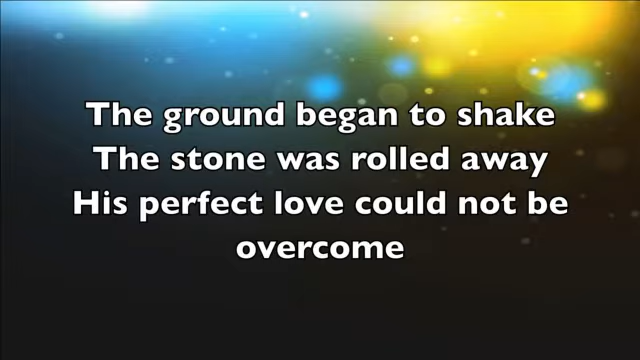 The ground began to shake
The stone was rolled away
His perfect love could not be
overcome